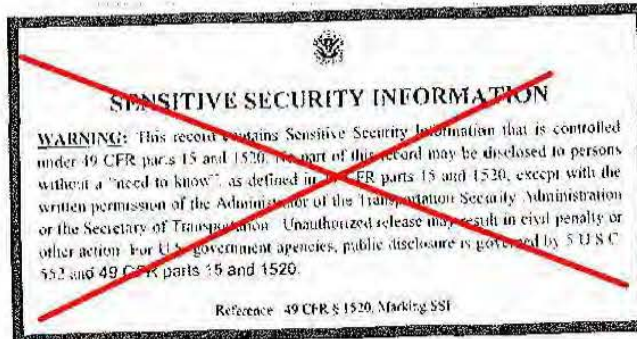 SENSITIVE SECURITY INFORMATION
WARNING: This record contains Sensitive Security Information that is controlled
under 49 CFR parts 15 and 1520. No part of this record may be disclosed to persons
without a "need to know", as defined in 49 CFR parts 15 and 1520, except with the
written permission of the Administrator of the Transportation Security Administration
or the Secretary of Transportation. Unauthorized release may result in civil penalty or
other action. For U.S. government agencies, public disclosure is governed by 5 U.S.C.
552 and 49 CFR parts 15 and 1520.
Reference: 49 CFR § 1520, Marking SSI